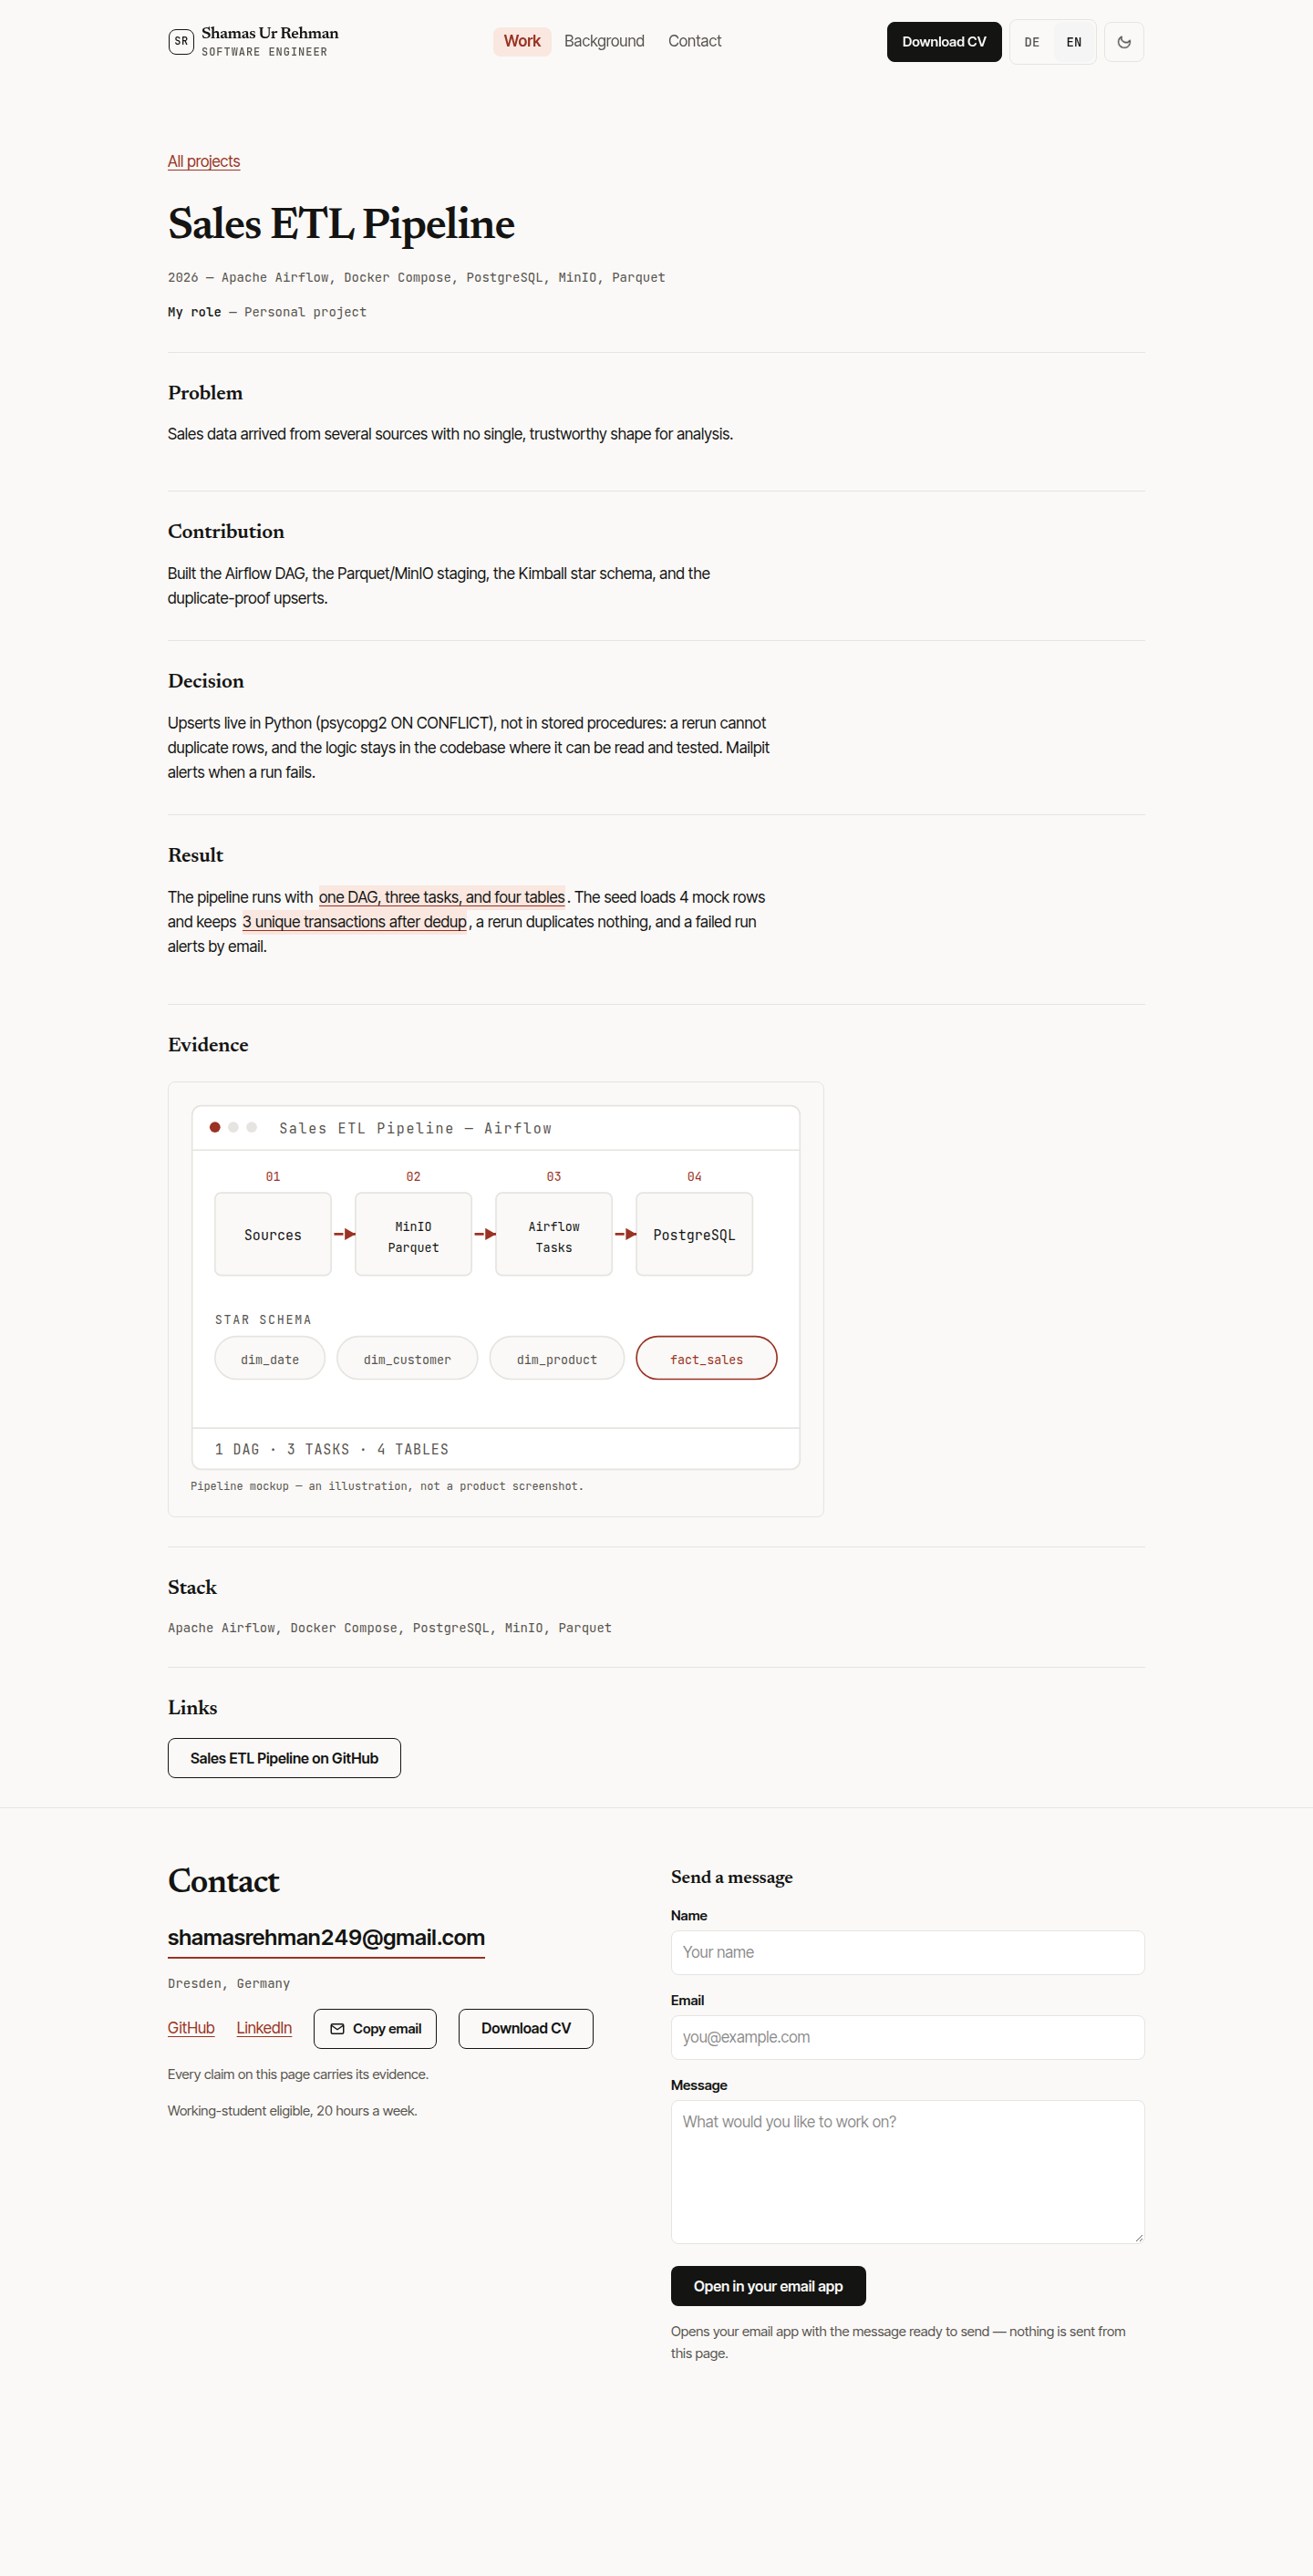 SR
Shamas Ur Rehman
SOFTWARE ENGINEER
Work
Background
Contact
Download CV
DE
EN
All projects
Sales ETL Pipeline
2026 — Apache Airflow, Docker Compose, PostgreSQL, MinIO, Parquet
My role — Personal project
Problem
Sales data arrived from several sources with no single, trustworthy shape for analysis.
Contribution
Built the Airflow DAG, the Parquet/MinIO staging, the Kimball star schema, and the
duplicate-proof upserts.
Decision
Upserts live in Python (psycopg2 ON CONFLICT), not in stored procedures: a rerun cannot
duplicate rows, and the logic stays in the codebase where it can be read and tested. Mailpit
alerts when a run fails.
Result
The pipeline runs with one DAG, three tasks, and four tables. The seed loads 4 mock rows
and keeps 3 unique transactions after dedup, a rerun duplicates nothing, and a failed run
alerts by email.
Evidence
Sales ETL Pipeline — Airflow
01
02
03
04
Sources
MinIO
Parquet
Airflow
Tasks
PostgreSQL
STAR SCHEMA
dim_date
dim_customer
dim_product
fact_sales
1 DAG · 3 TASKS · 4 TABLES
Pipeline mockup — an illustration, not a product screenshot.
Stack
Apache Airflow, Docker Compose, PostgreSQL, MinIO, Parquet
Links
Sales ETL Pipeline on GitHub
Contact
shamasrehman249@gmail.com
Dresden, Germany
GitHub
LinkedIn
Copy email
Download CV
Every claim on this page carries its evidence.
Working-student eligible, 20 hours a week.
Send a message
Name
Your name
Email
you@example.com
Message
What would you like to work on?
Open in your email app
Opens your email app with the message ready to send — nothing is sent from
this page.